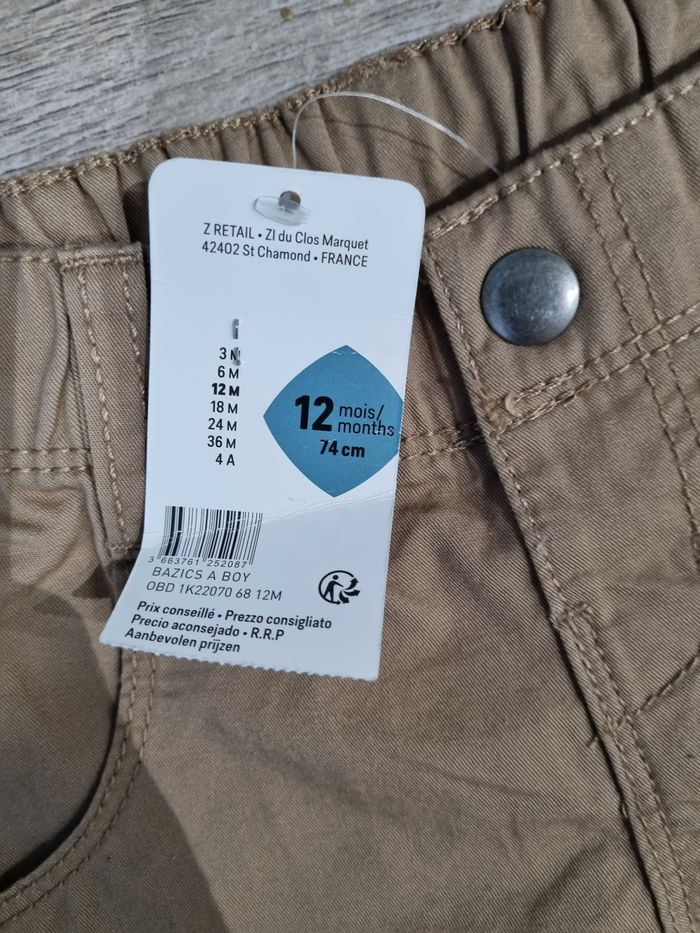 Z RETAIL • ZI du Clos Marquet
42402 St Chamond • FRANCE
3 M
6 M
12 M
18 M
24 M
36 M
4 A
12 mois/
months
74 cm
3 663761 252087
BAZICS A BOY
OBD 1K22070 68 12M
Prix conseillé • Prezzo consigliato
Precio aconsejado • R.R.P
Aanbevolen prijzen